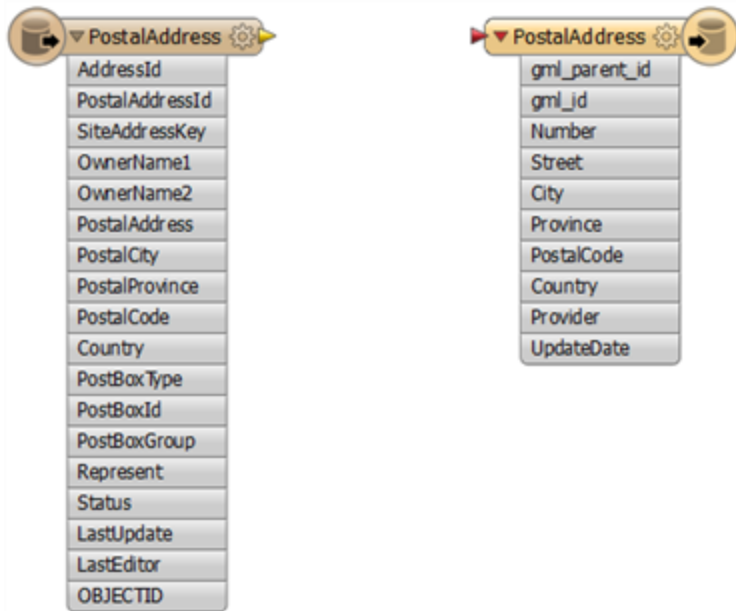 PostalAddress
AddressId
PostalAddressId
SiteAddressKey
OwnerName1
OwnerName2
PostalAddress
PostalCity
PostalProvince
PostalCode
Country
PostBoxType
PostBoxId
PostBoxGroup
Represent
Status
LastUpdate
LastEditor
OBJECTID
PostalAddress
gml_parent_id
gml_id
Number
Street
City
Province
PostalCode
Country
Provider
UpdateDate